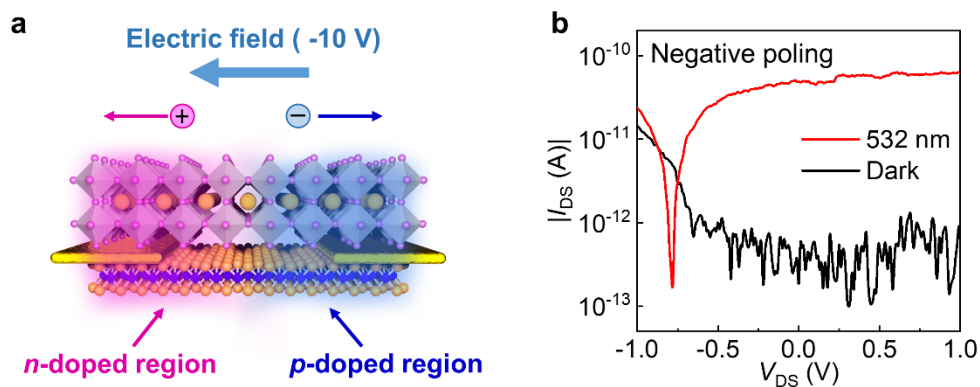 a
Electric field ( -10 V)
+
−
n-doped region
p-doped region
b
Negative poling
532 nm
Dark
|I_DS (A)|
10^-10
10^-11
10^-12
10^-13
-1.0 -0.5 0.0 0.5 1.0
V_DS (V)